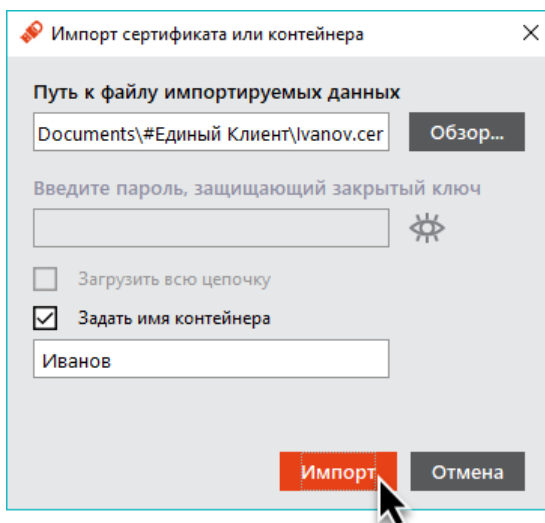 Импорт сертификата или контейнера
Путь к файлу импортируемых данных
Documents\#Единый Клиент\Ivanov.cer
Обзор...
Введите пароль, защищающий закрытый ключ
Загрузить всю цепочку
Задать имя контейнера
Иванов
Импорт
Отмена